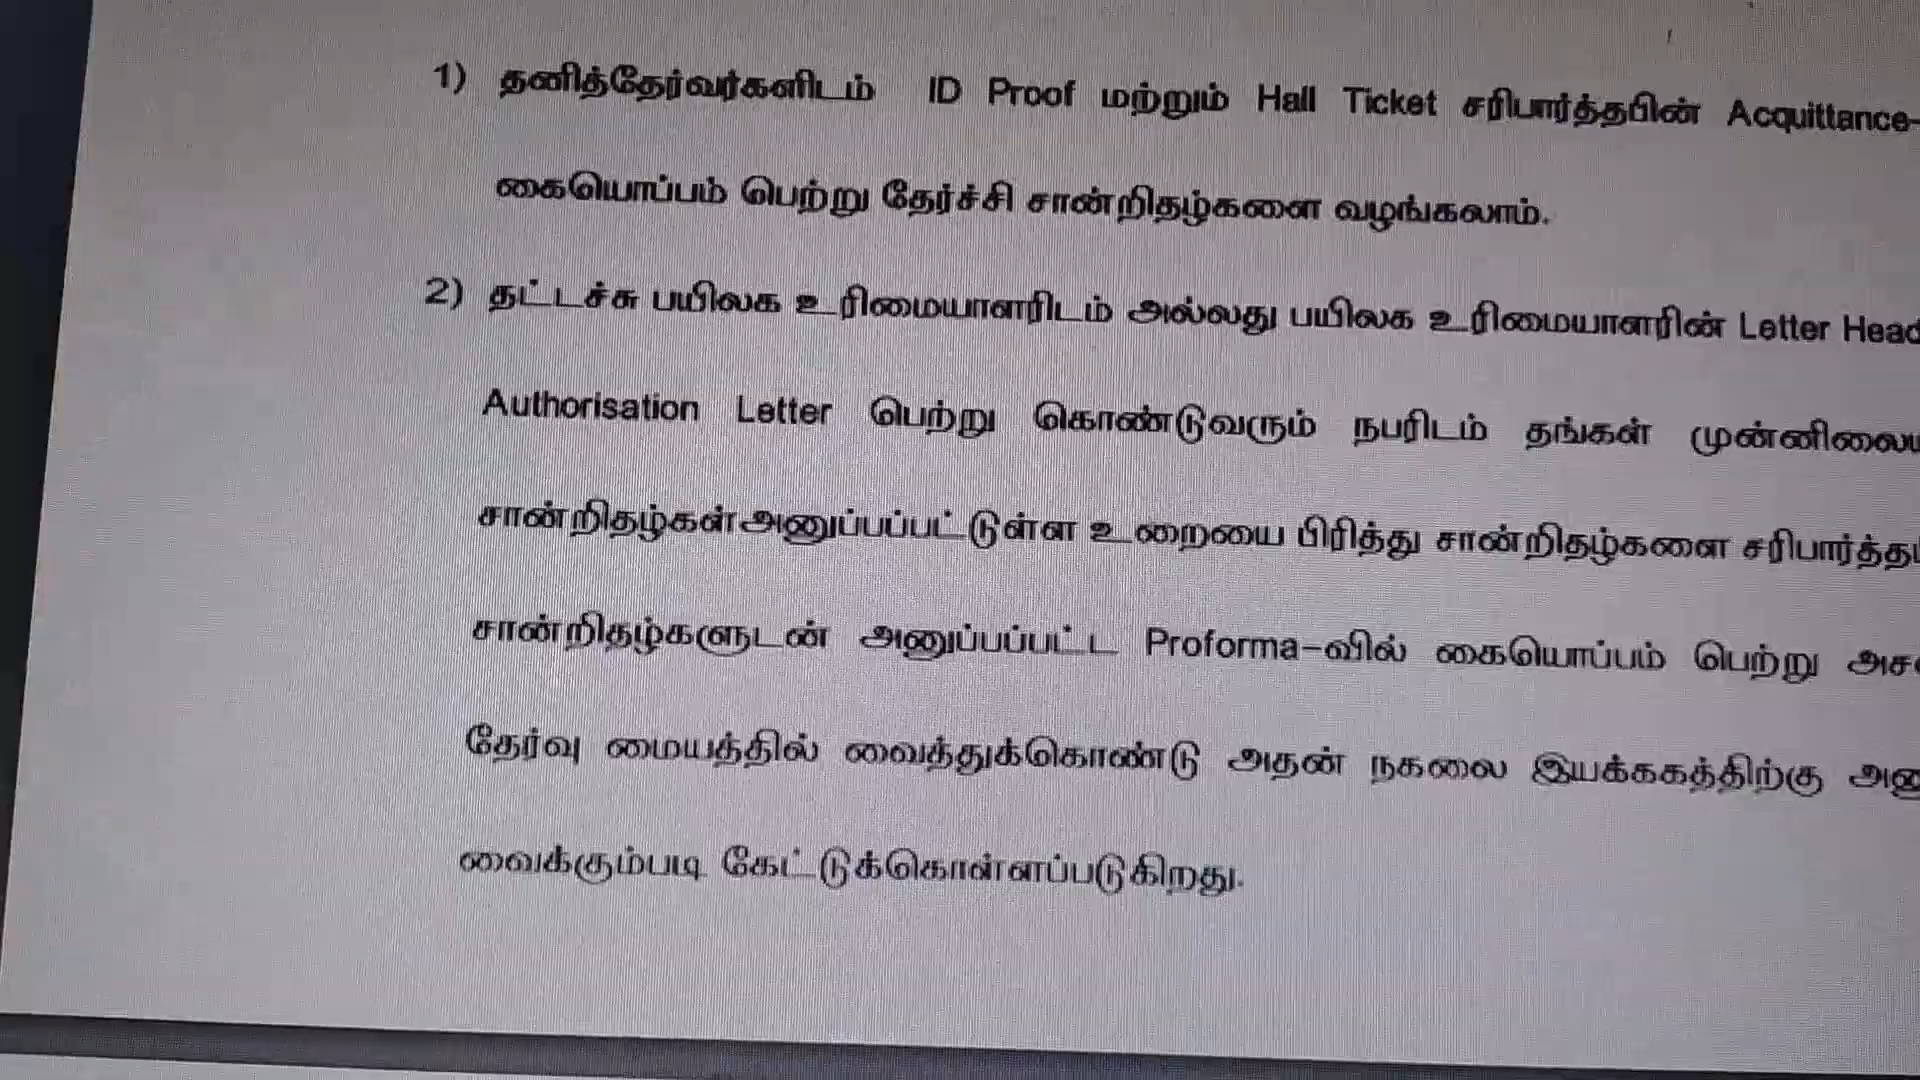 1) தனித்தேர்வர்களிடம் ID Proof மற்றும் Hall Ticket சரிபார்த்தபின் Acquittance-
கையொப்பம் பெற்று தேர்ச்சி சான்றிதழ்களை வழங்கலாம்.
2) தட்டச்சு பயிலக உரிமையாளரிடம் அல்லது பயிலக உரிமையாளரின் Letter Head
Authorisation Letter பெற்று கொண்டுவரும் நபரிடம் தங்கள்
சான்றிதழ்கள் அனுப்பப்பட்டுள்ள உறையை பிரித்து சான்றிதழ்களை
சான்றிதழ்களுடன் அனுப்பப்பட்ட Proforma-வில் கையொப்பம் பெற்று
தேர்வு மையத்தில் வைத்துக்கொண்டு அதன் நகலை இயக்ககத்திற்கு
வைக்கும்படி கேட்டுக்கொள்ளப்படுகிறது.